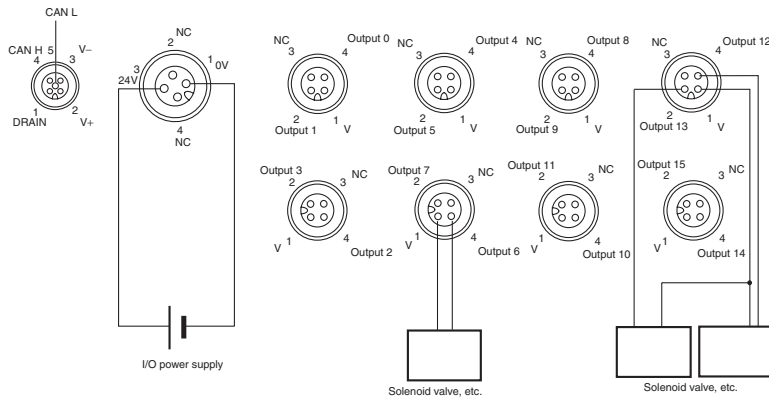 CAN L
CAN H 5 V–
4 3
1 2
DRAIN V+
NC
2
3 1 0V
24V
4
NC
NC Output 0
3 4
2 1
Output 1 V
NC Output 4
3 4
2 1
Output 5 V
NC Output 8
3 4
2 1
Output 9 V
NC Output 12
3 4
2 1
Output 13 V
Output 3
2 3 NC
1 4
V Output 2
Output 7
2 3 NC
1 4
V Output 6
Output 11
2 3 NC
1 4
V Output 10
Output 15
2 3 NC
1 4
V Output 14
I/O power supply
Solenoid valve, etc.
Solenoid valve, etc.